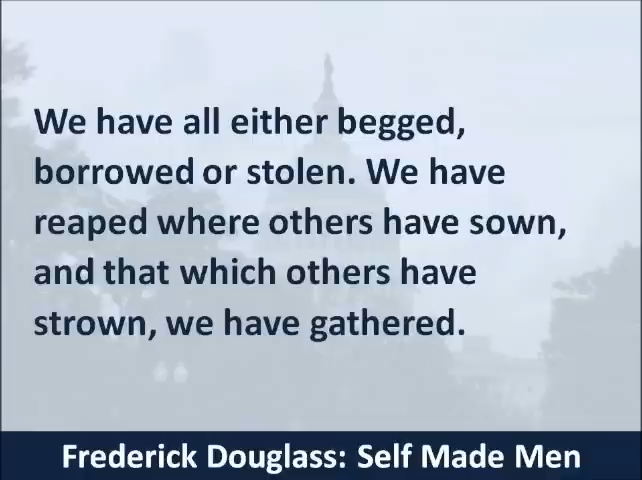 We have all either begged,
borrowed or stolen. We have
reaped where others have sown,
and that which others have
strown, we have gathered.
Frederick Douglass: Self Made Men